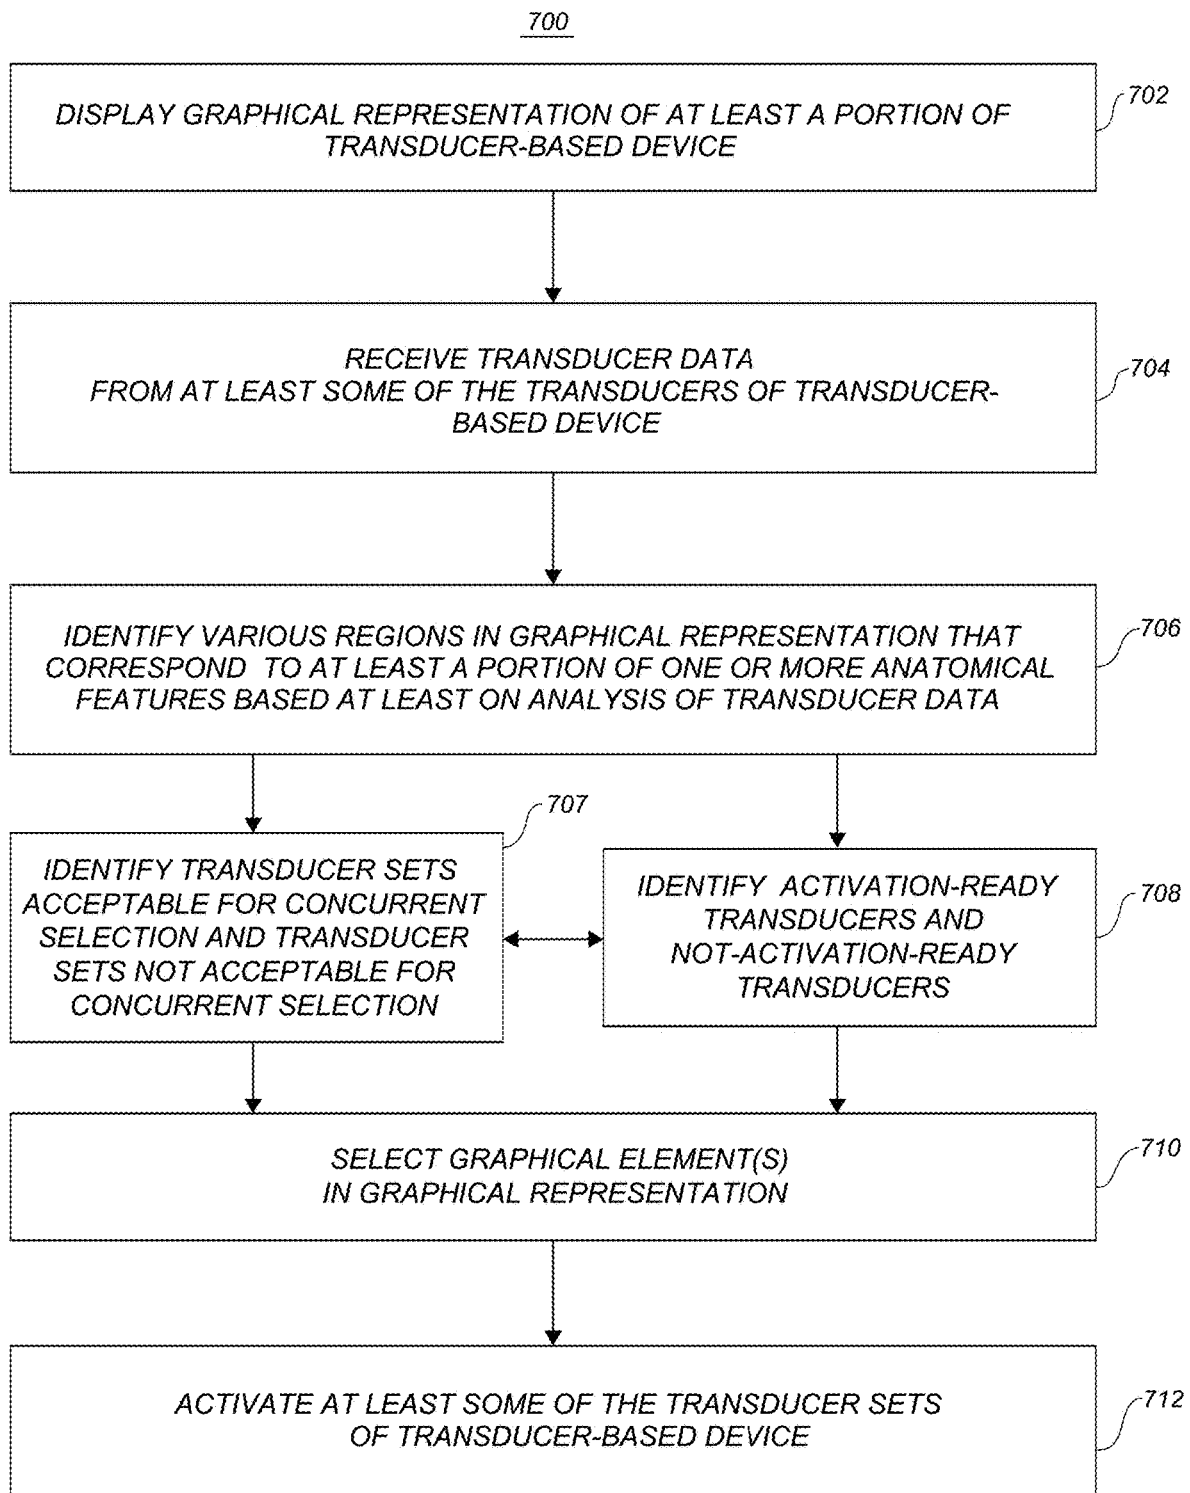 700
DISPLAY GRAPHICAL REPRESENTATION OF AT LEAST A PORTION OF
TRANSDUCER-BASED DEVICE
702
RECEIVE TRANSDUCER DATA
FROM AT LEAST SOME OF THE TRANSDUCERS OF TRANSDUCER-
BASED DEVICE
704
IDENTIFY VARIOUS REGIONS IN GRAPHICAL REPRESENTATION THAT
CORRESPOND TO AT LEAST A PORTION OF ONE OR MORE ANATOMICAL
FEATURES BASED AT LEAST ON ANALYSIS OF TRANSDUCER DATA
706
707
IDENTIFY TRANSDUCER SETS
ACCEPTABLE FOR CONCURRENT
SELECTION AND TRANSDUCER
SETS NOT ACCEPTABLE FOR
CONCURRENT SELECTION
IDENTIFY ACTIVATION-READY
TRANSDUCERS AND
NOT-ACTIVATION-READY
TRANSDUCERS
708
SELECT GRAPHICAL ELEMENT(S)
IN GRAPHICAL REPRESENTATION
710
ACTIVATE AT LEAST SOME OF THE TRANSDUCER SETS
OF TRANSDUCER-BASED DEVICE
712